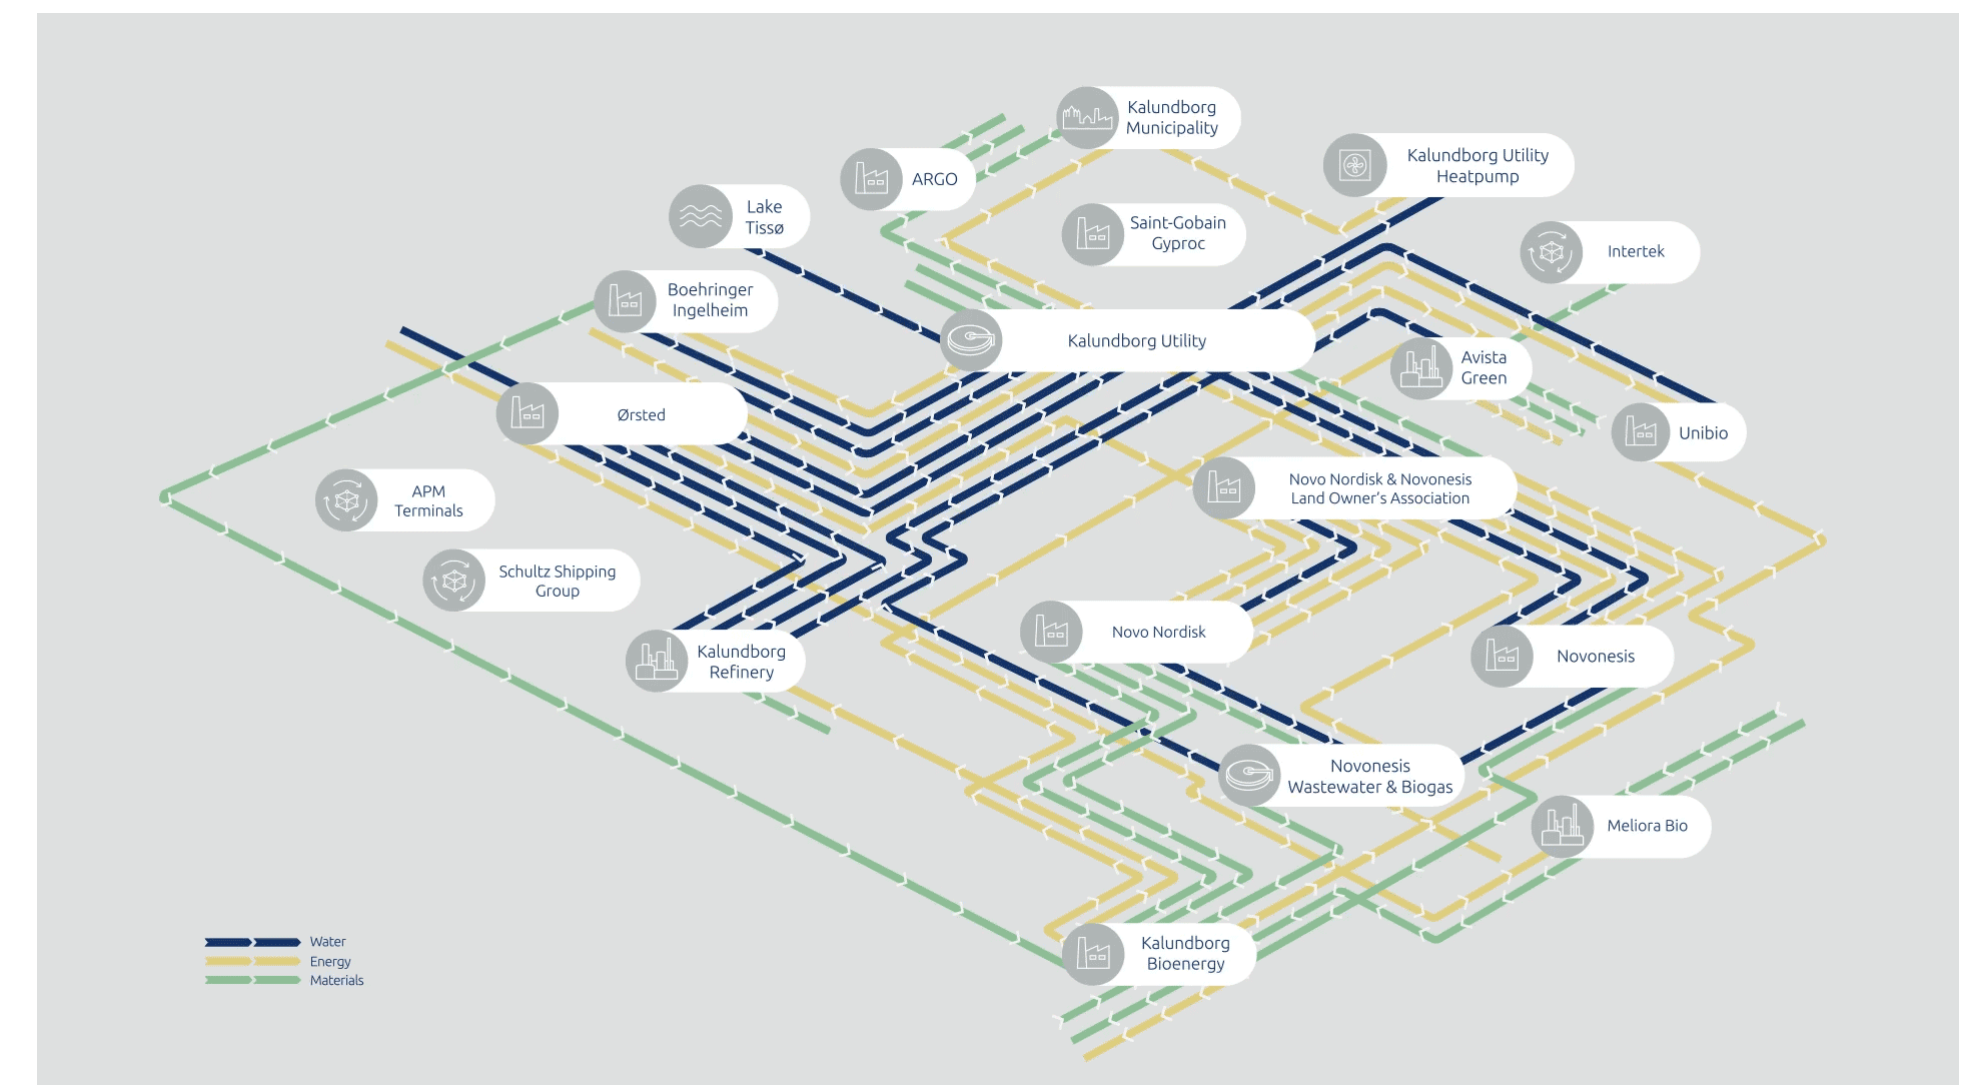 Kalundborg
Municipality
Kalundborg Utility
Heatpump
ARGO
Lake
Tissø
Saint-Gobain
Gyproc
Intertek
Boehringer
Ingelheim
Kalundborg Utility
Avista
Green
Ørsted
Unibio
Novo Nordisk & Novonesis
Land Owner's Association
APM
Terminals
Schultz Shipping
Group
Novo Nordisk
Kalundborg
Refinery
Novonesis
Novonesis
Wastewater & Biogas
Meliora Bio
Kalundborg
Bioenergy
Water
Energy
Materials